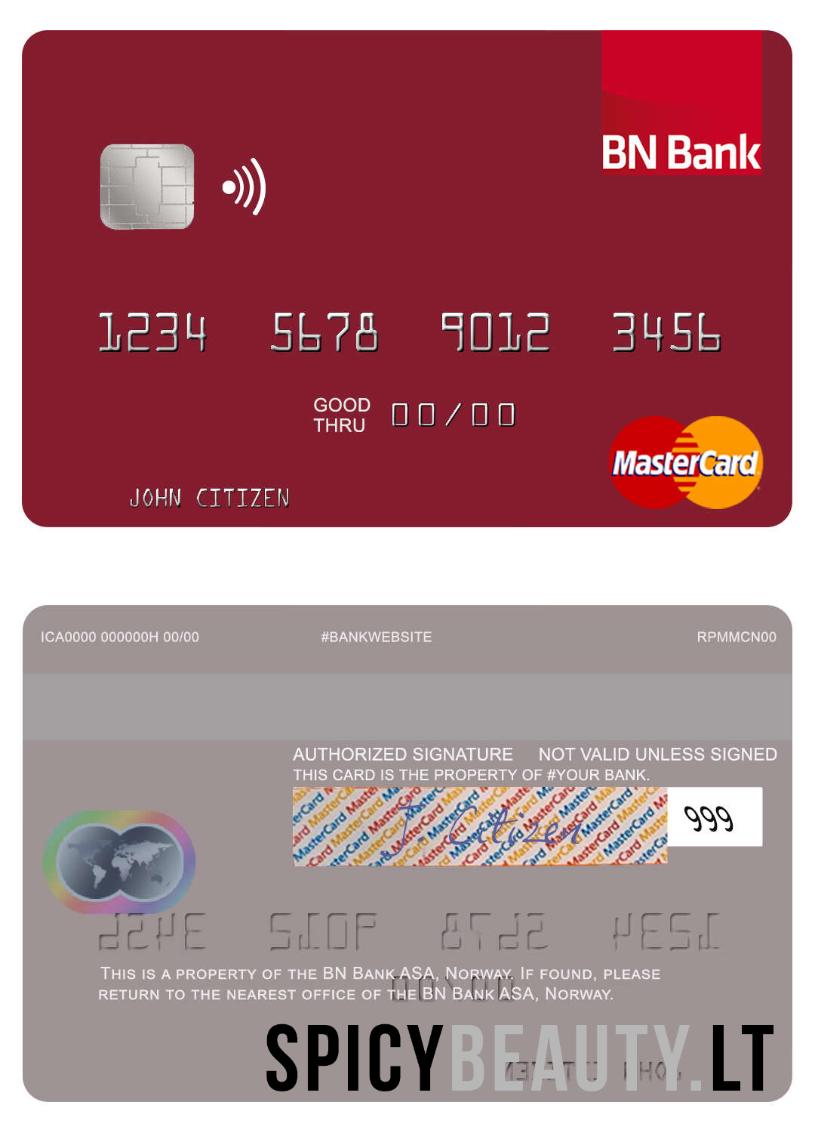 BN Bank
1234 5678 9012 3456
GOOD THRU 00/00
MasterCard
JOHN CITIZEN
ICA0000 000000H 00/00 #BANKWEBSITE RPMMCN00
AUTHORIZED SIGNATURE NOT VALID UNLESS SIGNED
THIS CARD IS THE PROPERTY OF #YOUR BANK.
J. Citizen 999
THIS IS A PROPERTY OF THE BN BANK ASA, NORWAY. IF FOUND, PLEASE
RETURN TO THE NEAREST OFFICE OF THE BN BANK ASA, NORWAY.
SPICYBEAUTY.LT